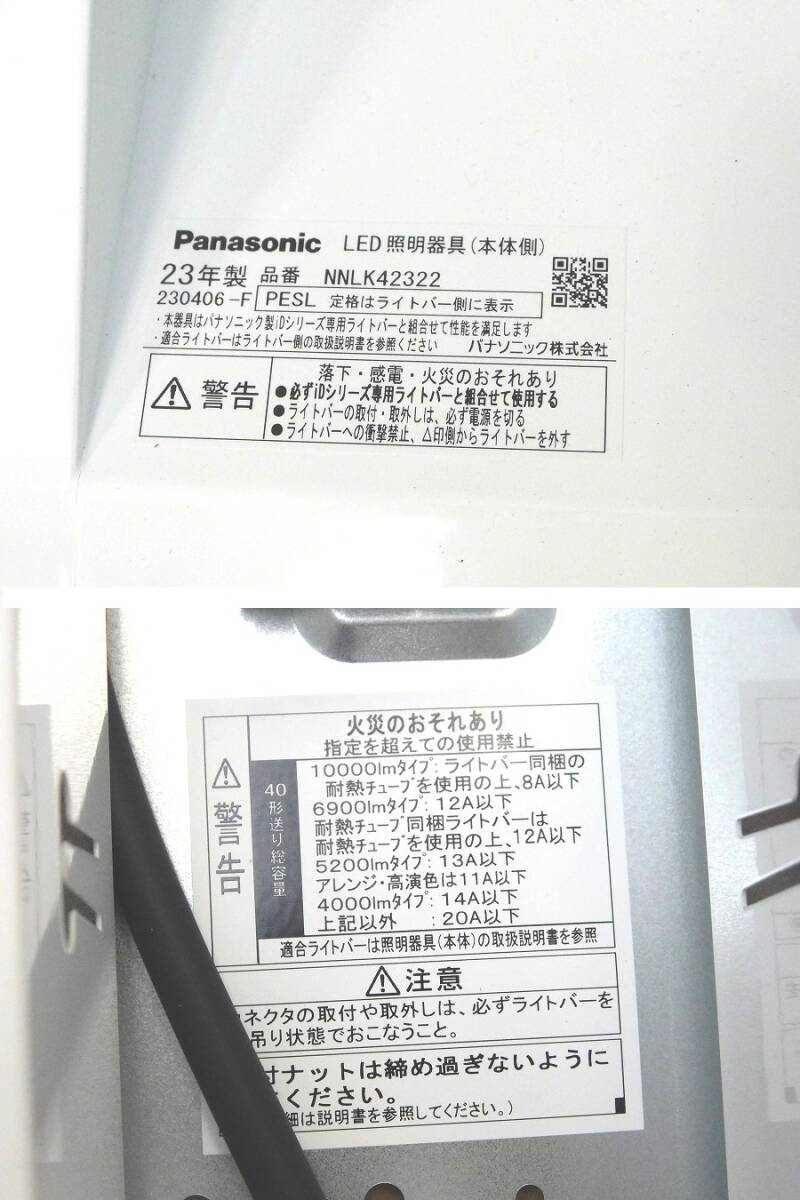 Panasonic LED照明器具(本体側)
23年製 品番 NNLK42322
230406-F PESL 定格はライトバー側に表示
・本器具はパナソニック製iDシリーズ専用ライトバーと組合せて性能を満足します
・適合ライトバーはライトバー側の取扱説明書を参照ください パナソニック株式会社
警告
落下・感電・火災のおそれあり
●必ずiDシリーズ専用ライトバーと組合せて使用する
●ライトバーの取付・取外しは、必ず電源を切る
●ライトバーへの衝撃禁止、△印側からライトバーを外す
警告
火災のおそれあり
指定を超えての使用禁止
40形送り総容量
10000lmタイプ:ライトバー同梱の
耐熱チューブを使用の上、8A以下
6900lmタイプ:12A以下
耐熱チューブ同梱ライトバーは
耐熱チューブを使用の上、12A以下
5200lmタイプ:13A以下
アレンジ・高演色は11A以下
4000lmタイプ:14A以下
上記以外 :20A以下
適合ライトバーは照明器具(本体)の取扱説明書を参照
注意
ネクタの取付や取外しは、必ずライトバーを
吊り状態でおこなうこと。
付ナットは締め過ぎないように
ください。
細は説明書を参照してください。)